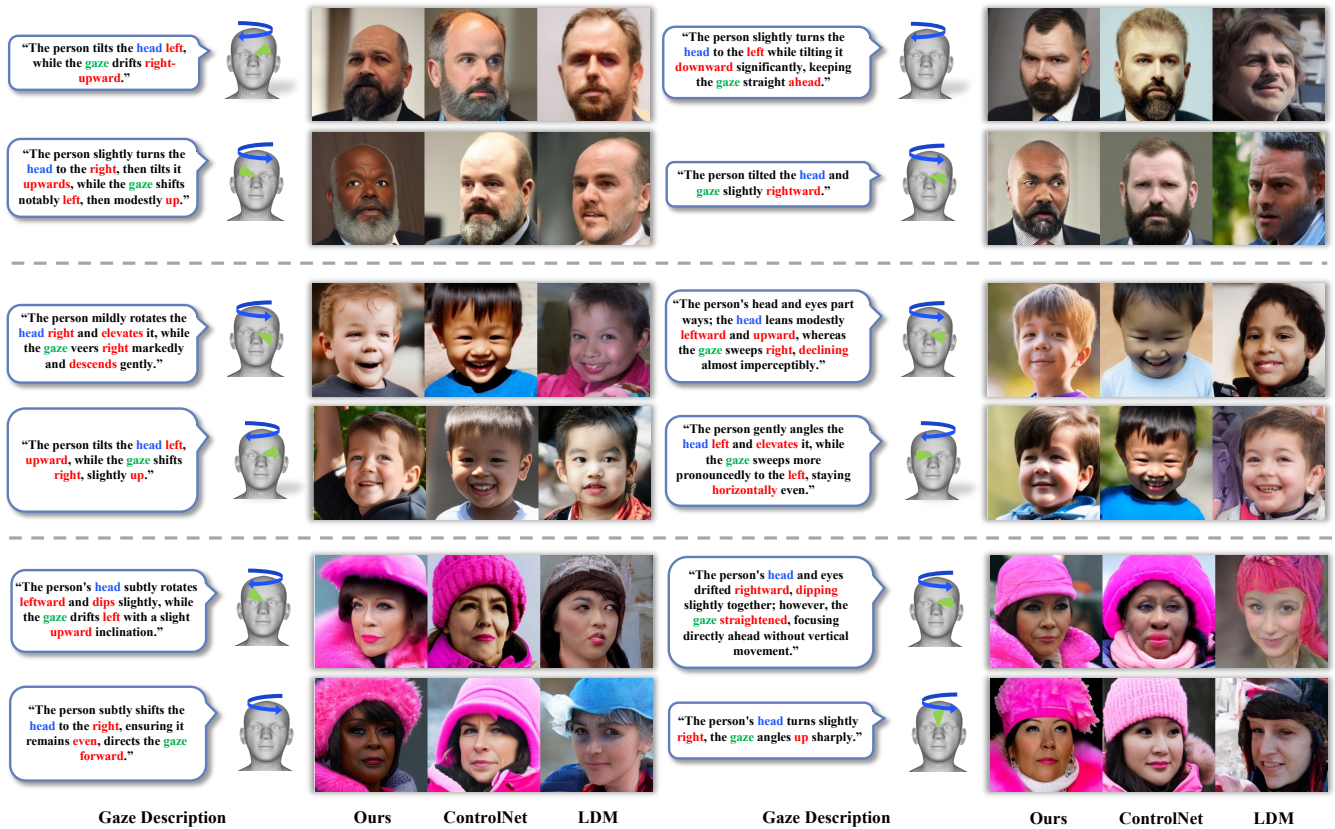 “The person tilts the head left,
while the gaze drifts right-
upward.”
“The person slightly turns the
head to the left while tilting it
downward significantly, keeping
the gaze straight ahead.”
“The person slightly turns the
head to the right, then tilts it
upwards, while the gaze shifts
notably left, then modestly up.”
“The person tilted the head and
gaze slightly rightward.”
“The person mildly rotates the
head right and elevates it, while
the gaze veers right markedly
and descends gently.”
“The person's head and eyes part
ways; the head leans modestly
leftward and upward, whereas
the gaze sweeps right, declining
almost imperceptibly.”
“The person tilts the head left,
upward, while the gaze shifts
right, slightly up.”
“The person gently angles the
head left and elevates it, while
the gaze sweeps more
pronouncedly to the left, staying
horizontally even.”
“The person's head subtly rotates
leftward and dips slightly, while
the gaze drifts left with a slight
upward inclination.”
“The person's head and eyes
drifted rightward, dipping
slightly together; however, the
gaze straightened, focusing
directly ahead without vertical
movement.”
“The person subtly shifts the
head to the right, ensuring it
remains even, directs the gaze
forward.”
“The person's head turns slightly
right, the gaze angles up sharply.”
Gaze Description Ours ControlNet LDM Gaze Description Ours ControlNet LDM